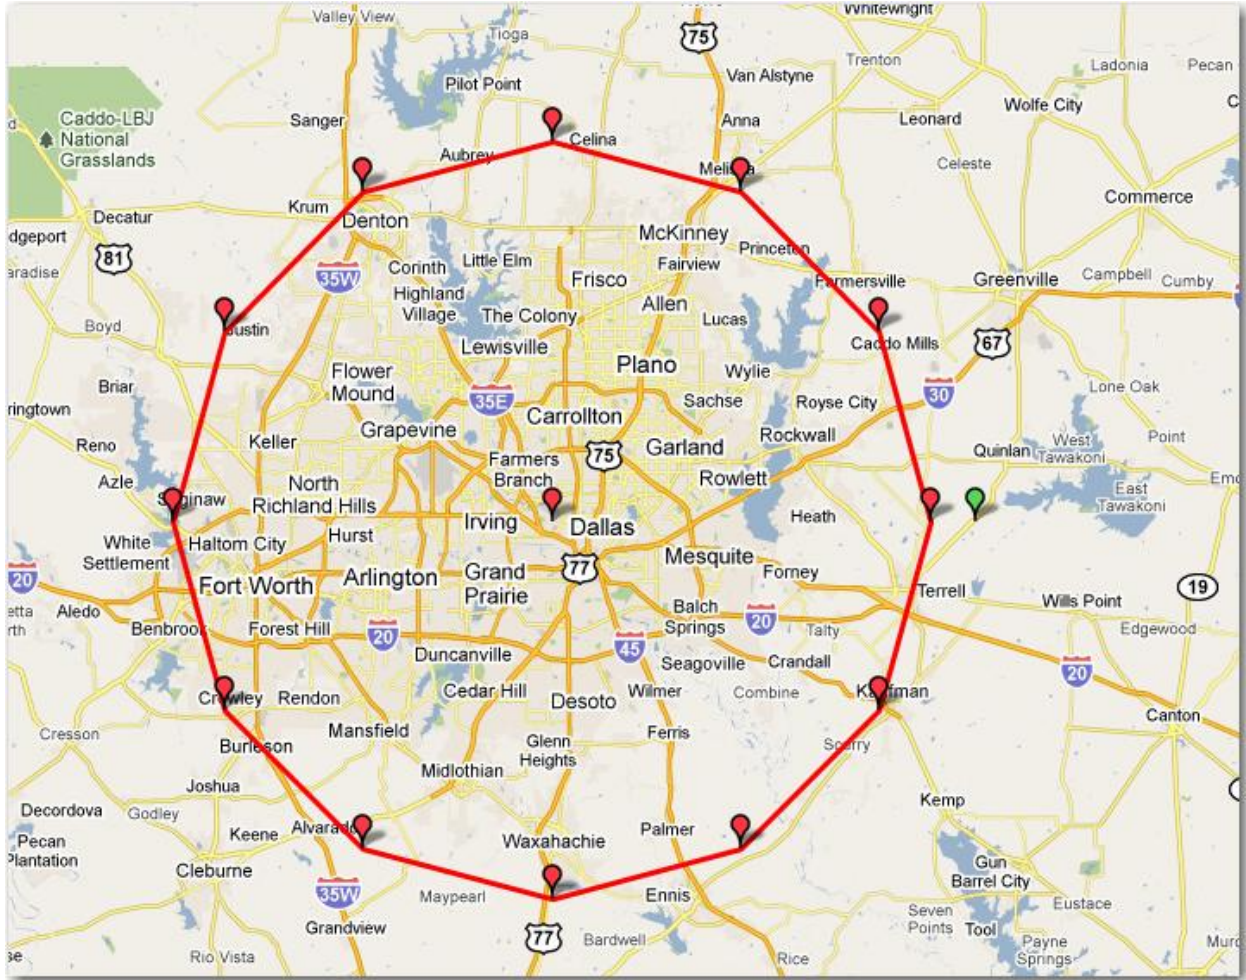 Valley View
Tioga
75
Whitewright
Van Alstyne
Trenton
Ladonia
Pecan
Pilot Point
Caddo-LBJ
National
Grasslands
Sanger
Anna
Leonard
Wolfe City
Celina
Aubrey
Celeste
Commerce
Krum
Decatur
Denton
McKinney
Princeton
dgeport
81
35W
Corinth
Little Elm
Fairview
Frisco
Farmersville
Greenville
Campbell
Cumby
aradise
Highland
Village
The Colony
Allen
Lucas
Boyd
Justin
Lewisville
Caddo Mills
67
Plano
Wylie
Flower
Mound
Briar
35E
Sachse
Royse City
30
Lone Oak
ringtown
Carrollton
Grapevine
Keller
Reno
75
Garland
Rockwall
Point
West
Tawakoni
Quinlan
Farmers
Branch
Azle
North
Richland Hills
Rowlett
East
Tawakoni
Saginaw
Irving
Dallas
Heath
White
Settlement
Haltom City
Hurst
Mesquite
20
Fort Worth
Arlington
Grand
Prairie
77
Forney
Terrell
19
Aledo
Balch
Springs
20
Wills Point
Benbrook
Forest Hill
20
45
Talty
Edgewood
Duncanville
Seagoville
Crandall
20
Crowley
Rendon
Cedar Hill
Desoto
Wilmer
Combine
Kaufman
Canton
Cresson
Mansfield
Burleson
Glenn
Heights
Ferris
Scurry
Midlothian
Joshua
Decordova
Godley
Kemp
Keene
Alvarado
Palmer
Pecan
Plantation
Waxahachie
Cleburne
Gun
Barrel City
35W
Maypearl
Ennis
Eustace
Grandview
77
Bardwell
Seven
Points
Tool
Payne
Springs
Rio Vista
Rice